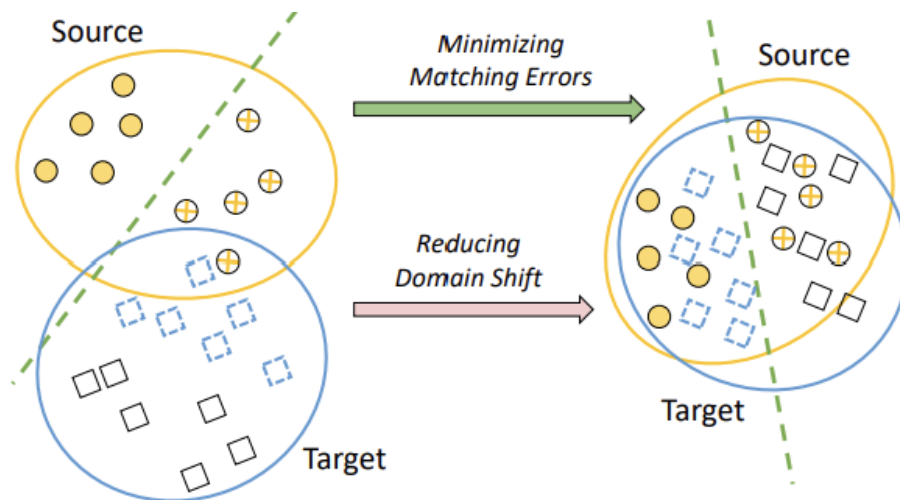 Source
Minimizing
Matching Errors
Source
Reducing
Domain Shift
Target
Target